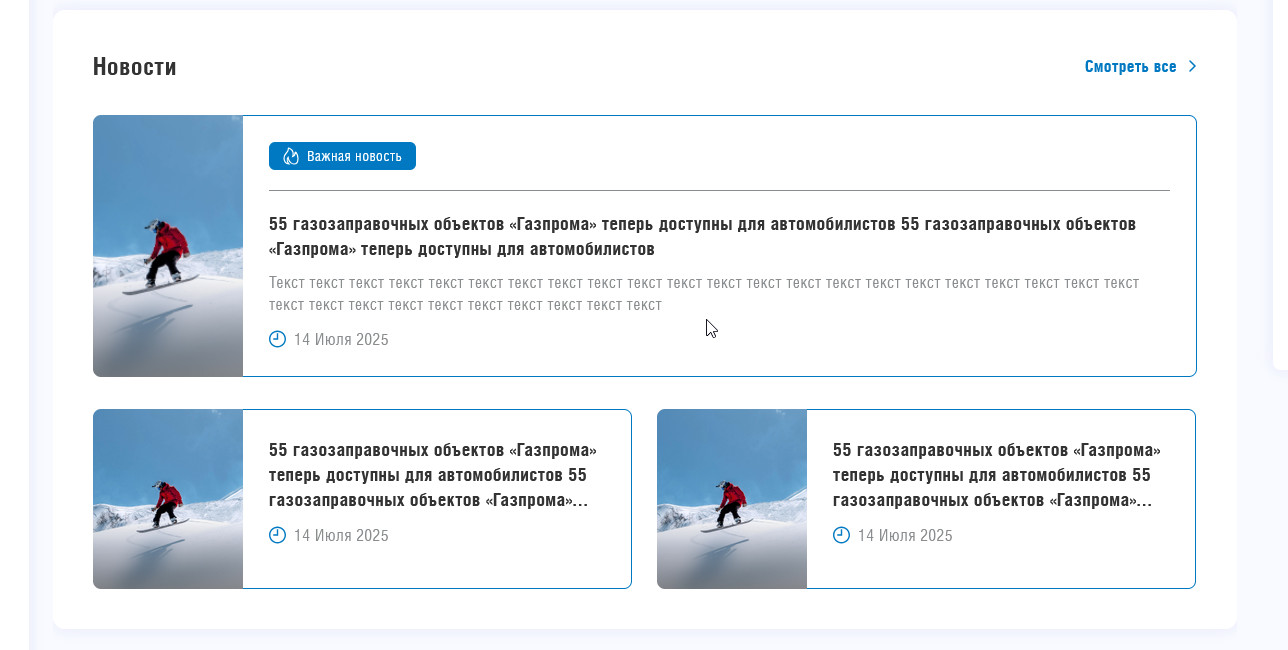 Новости
Смотреть все
Важная новость
55 газозаправочных объектов «Газпрома» теперь доступны для автомобилистов 55 газозаправочных объектов
«Газпрома» теперь доступны для автомобилистов
Текст текст текст текст текст текст текст текст текст текст текст текст текст текст текст текст текст текст текст текст текст текст
текст текст текст текст текст текст текст текст текст текст
14 Июля 2025
55 газозаправочных объектов «Газпрома»
теперь доступны для автомобилистов 55
газозаправочных объектов «Газпрома»...
14 Июля 2025
55 газозаправочных объектов «Газпрома»
теперь доступны для автомобилистов 55
газозаправочных объектов «Газпрома»...
14 Июля 2025